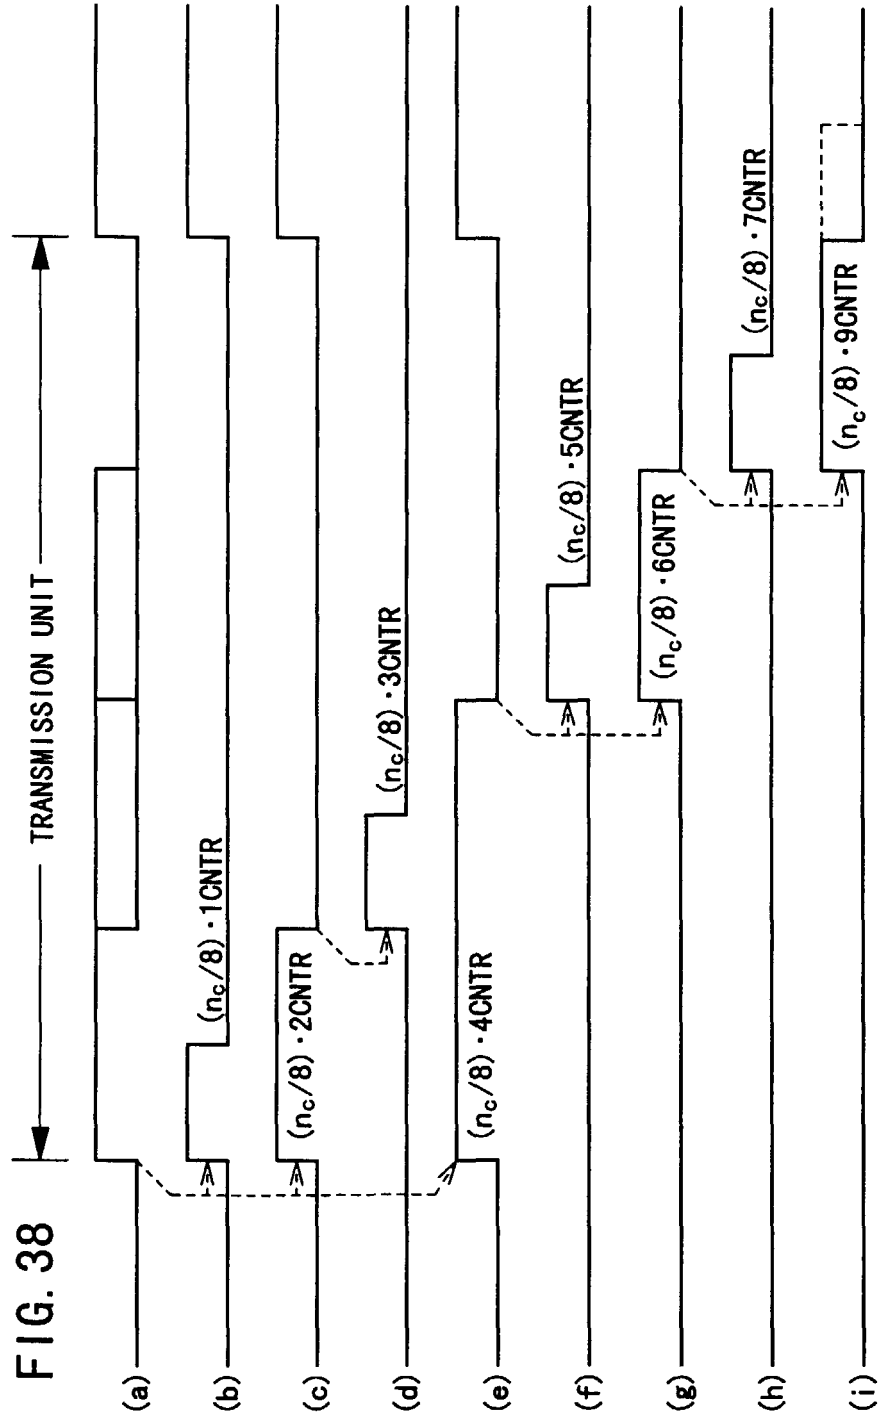 FIG. 38
TRANSMISSION UNIT
(a)
(b)
(nc/8)·1CNTR
(c)
(nc/8)·2CNTR
(d)
(nc/8)·3CNTR
(e)
(nc/8)·4CNTR
(f)
(nc/8)·5CNTR
(g)
(nc/8)·6CNTR
(h)
(nc/8)·7CNTR
(i)
(nc/8)·9CNTR